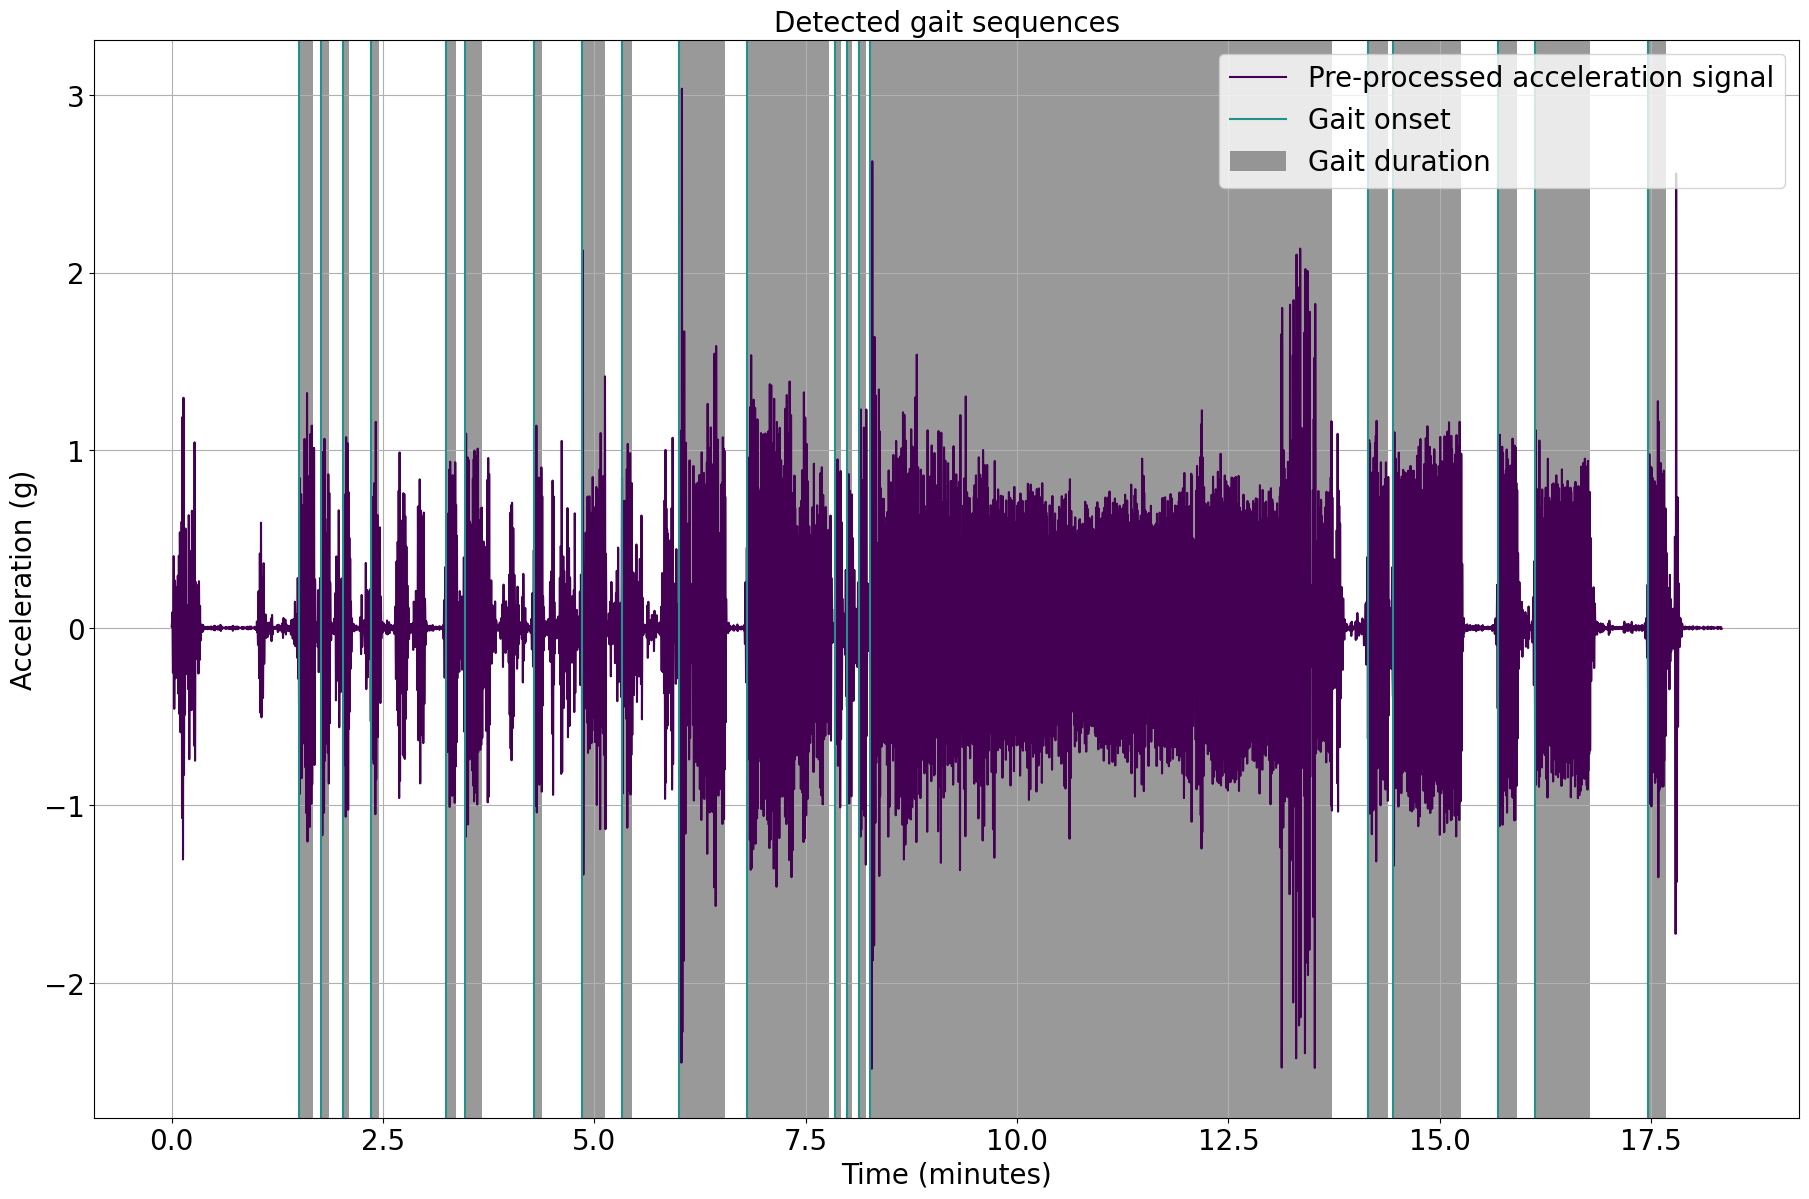 Detected gait sequences
Pre-processed acceleration signal
Gait onset
Gait duration
Acceleration (g)
3
2
1
0
−1
−2
0.0 2.5 5.0 7.5 10.0 12.5 15.0 17.5
Time (minutes)